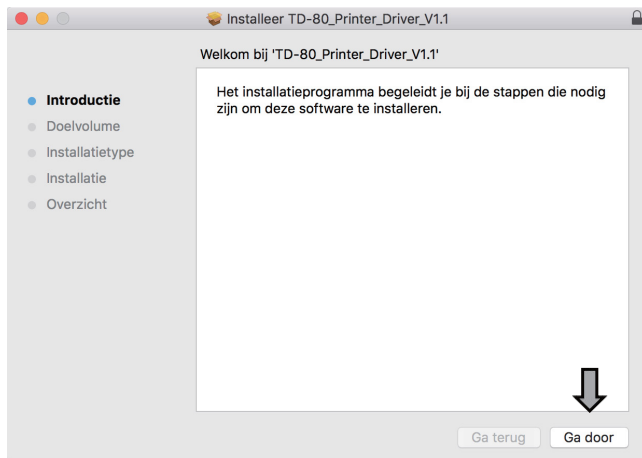 Installeer TD-80_Printer_Driver_V1.1
Welkom bij 'TD-80_Printer_Driver_V1.1'
Introductie
Doelvolume
Installatietype
Installatie
Overzicht
Het installatieprogramma begeleidt je bij de stappen die nodig
zijn om deze software te installeren.
Ga terug
Ga door